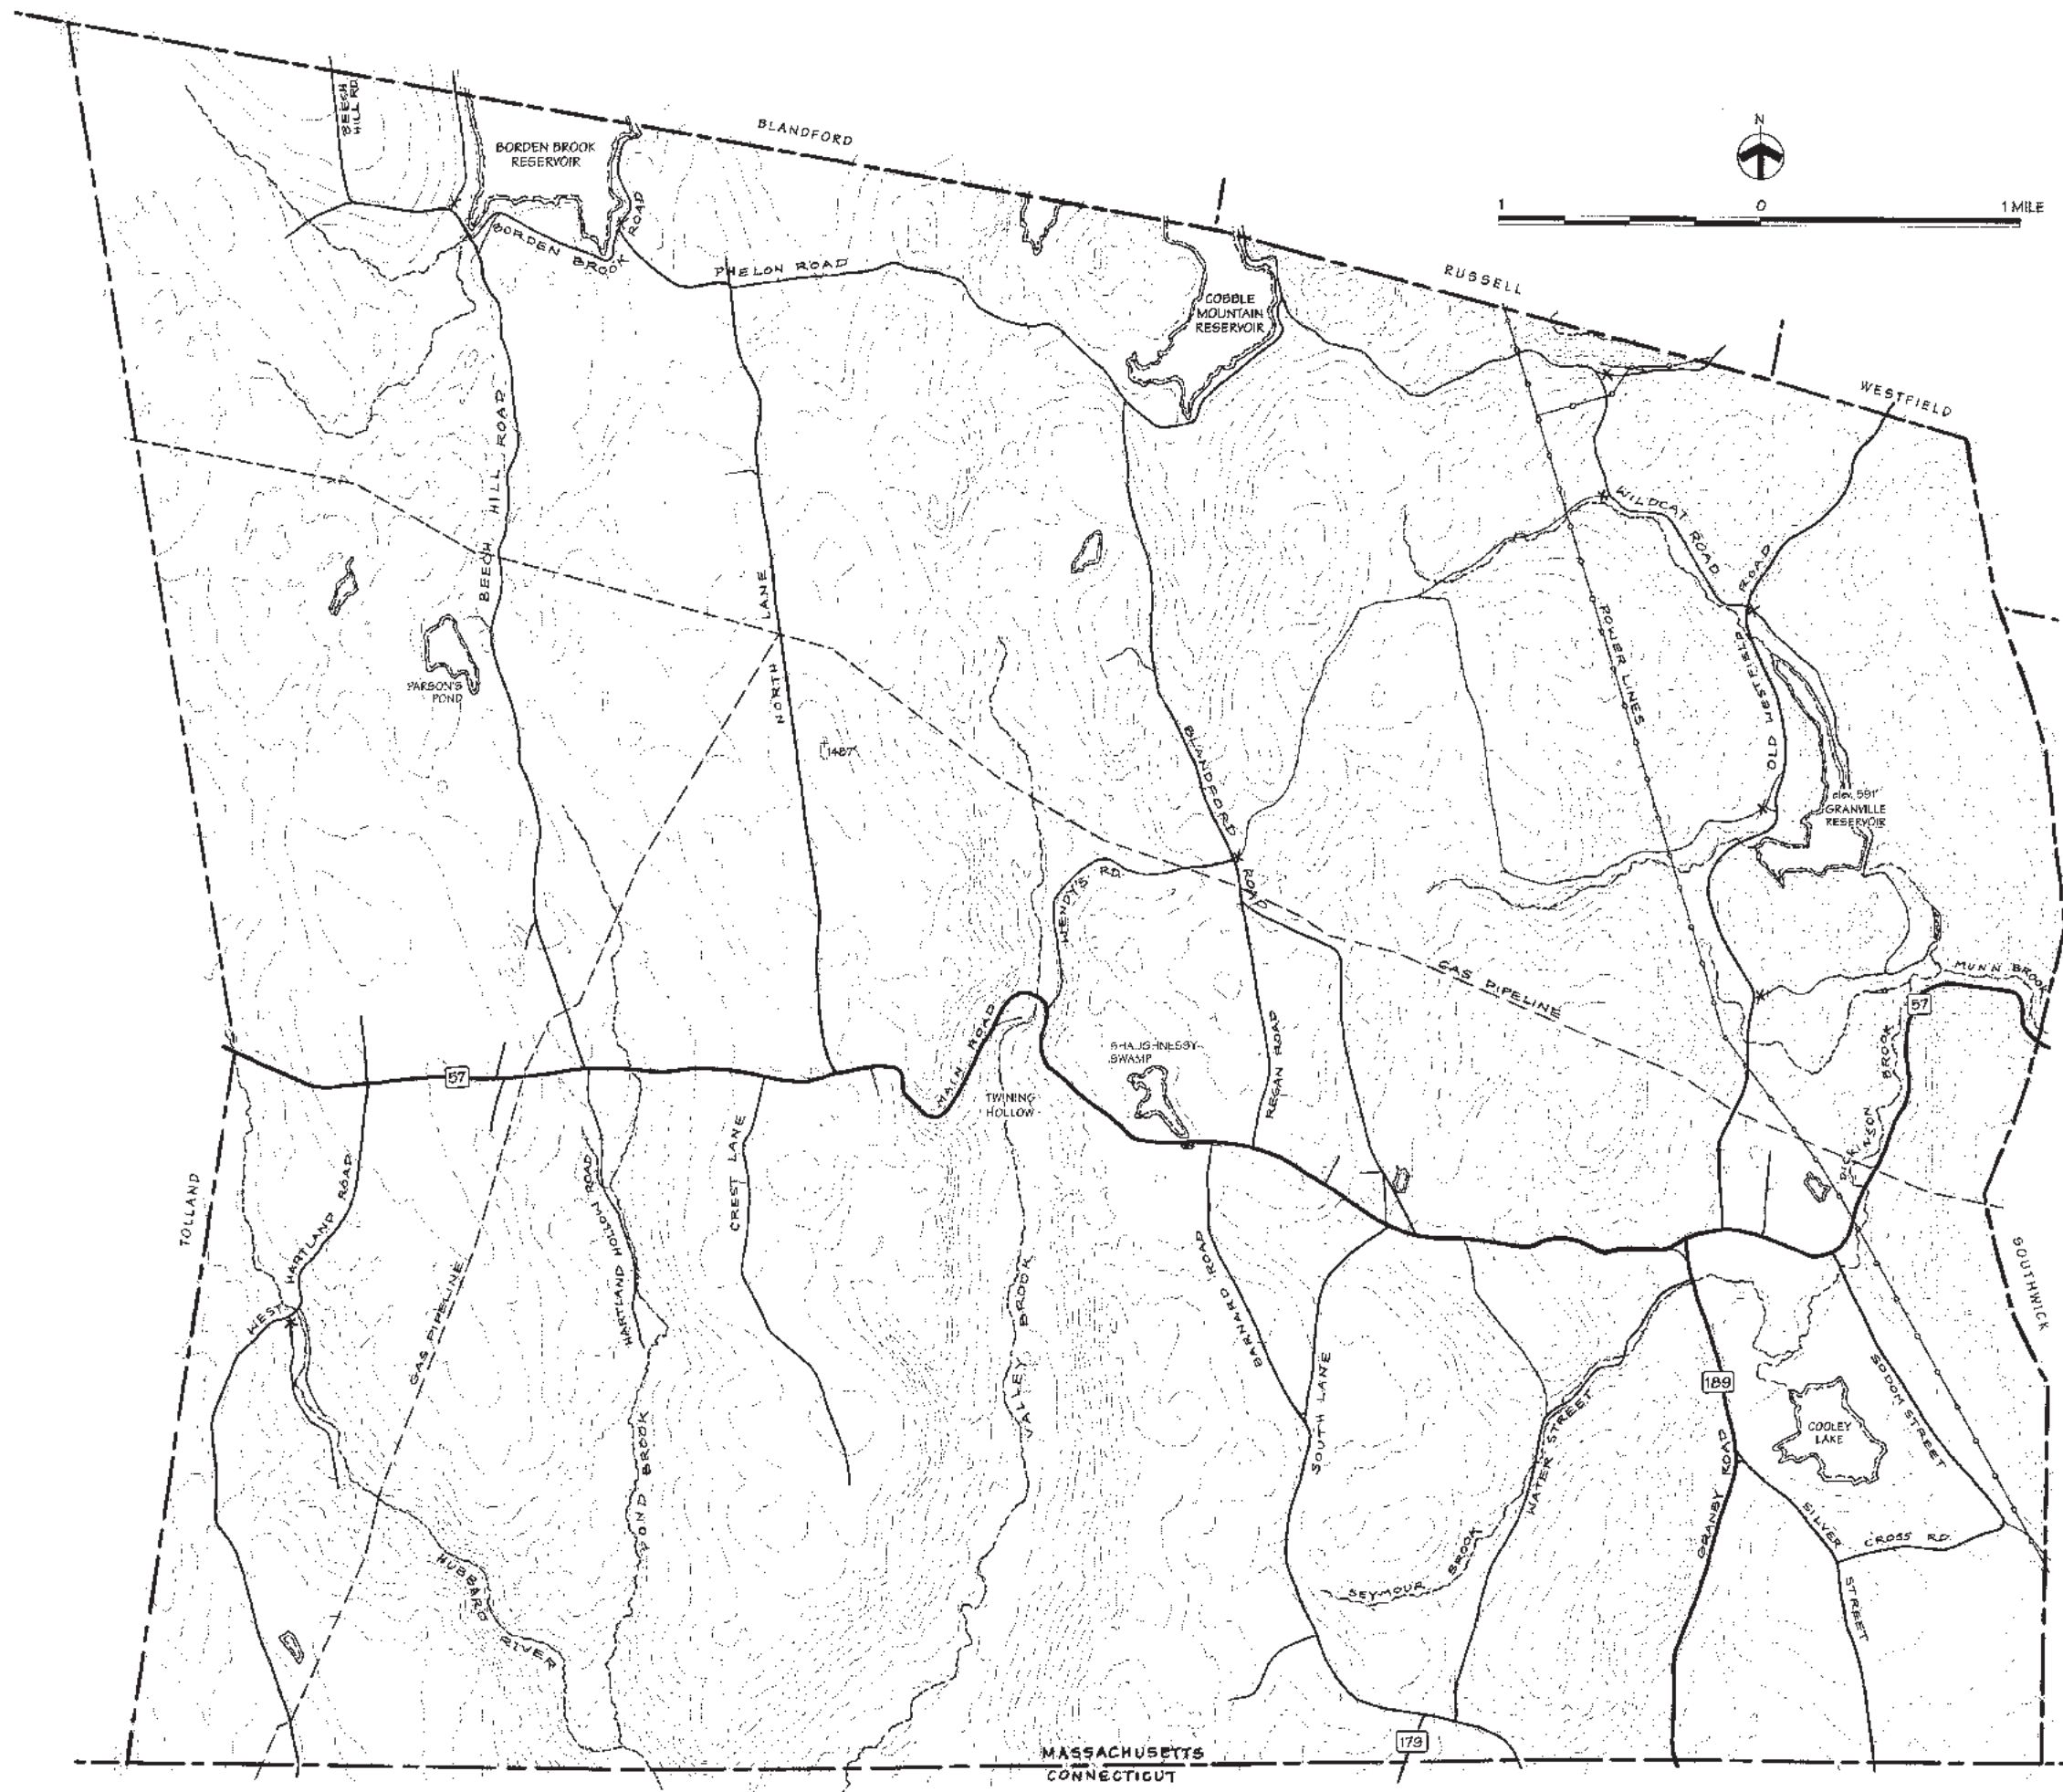 BEECH
HILL RD
BORDEN BROOK
RESERVOIR
BLANDFORD
N
1 0 1 MILE
BORDEN BROOK
ROAD
PHELON ROAD
RUSSELL
COBBLE
MOUNTAIN
RESERVOIR
WESTFIELD
BEECH HILL ROAD
WILDCAT ROAD
ROAD
OLD WESTFIELD
NORTH LANE
POWER LINES
PARSON'S
POND
1487'
BLANDFORD
ROAD
elev. 591'
GRANVILLE
RESERVOIR
WENDY'S RD.
GAS PIPELINE
MUNN BROOK
57
MAIN ROAD
SHAUGHNESSY
SWAMP
REGAN ROAD
DICKINSON BROOK
57
TWINING
HOLLOW
TOLLAND
WEST HARTLAND ROAD
HARTLAND HOLLOW ROAD
CREST LANE
GAS PIPELINE
VALLEY BROOK
BARNARD ROAD
SOUTH LANE
WATER STREET
189
GRANBY ROAD
COOLEY
LAKE
SODOM STREET
SOUTHWICK
SILVER
STREET
CROSS RD.
POND BROOK
HUBBARD
RIVER
SEYMOUR BROOK
179
MASSACHUSETTS
CONNECTICUT